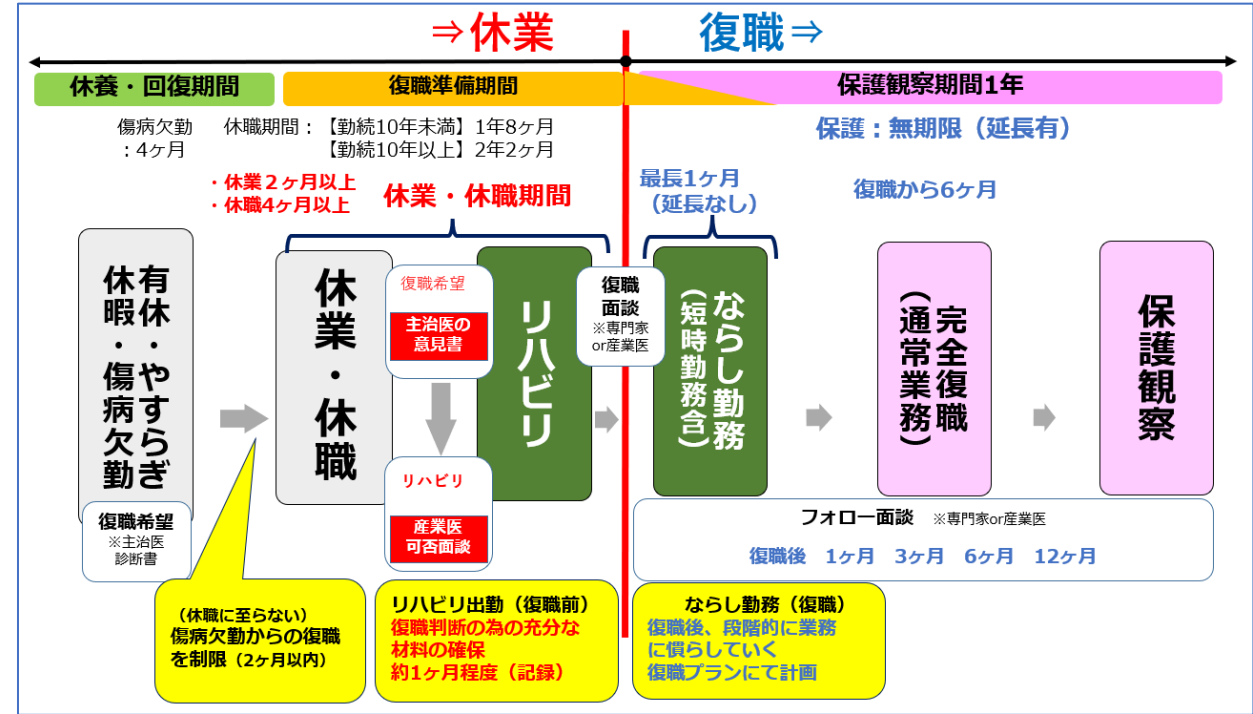 ⇒休業
復職⇒
休養・回復期間
復職準備期間
保護観察期間1年
傷病欠勤
：4ヶ月
休職期間：【勤続10年未満】1年8ヶ月
【勤続10年以上】2年2ヶ月
保護：無期限（延長有）
・休業２ヶ月以上
・休職4ヶ月以上
休業・休職期間
最長1ヶ月
（延長なし）
復職から6ヶ月
有休・やすらぎ
休暇・傷病欠勤
復職希望
※主治医
診断書
休業・休職
復職希望
主治医の
意見書
リハビリ
産業医
可否面談
リハビリ
復職
面談
※専門家
or産業医
ならし勤務
（短時勤務含）
完全復職
（通常業務）
保護観察
フォロー面談　※専門家or産業医
復職後　1ヶ月　3ヶ月　6ヶ月　12ヶ月
（休職に至らない）
傷病欠勤からの復職
を制限（2ヶ月以内）
リハビリ出勤（復職前）
復職判断の為の充分な
材料の確保
約1ヶ月程度（記録）
ならし勤務（復職）
復職後、段階的に業務
に慣らしていく
復職プランにて計画